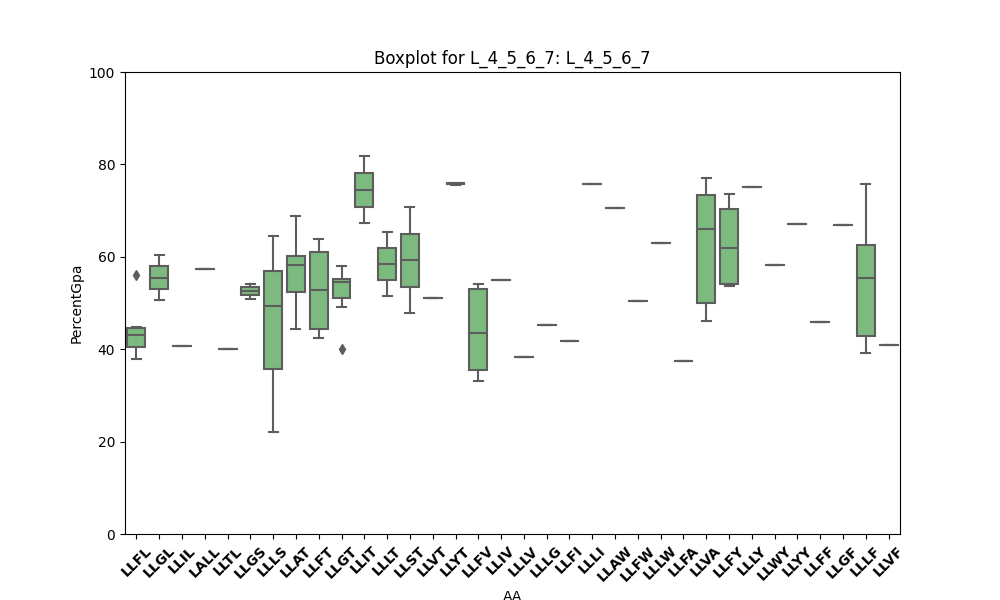 Boxplot for L_4_5_6_7: L_4_5_6_7
PercentGpa
100
80
60
40
20
0
LLFL LLGL LLIL LALL LLTL LLGS LLLS LLAT LLFT LLGT LLIT LLLT LLST LLVT LLYT LLFV LLIV LLLV LLLG LLFI LLLI LLAW LLFW LLLW LLFA LLVA LLFY LLLY LLWY LLYY LLFF LLGF LLLF LLVF
AA